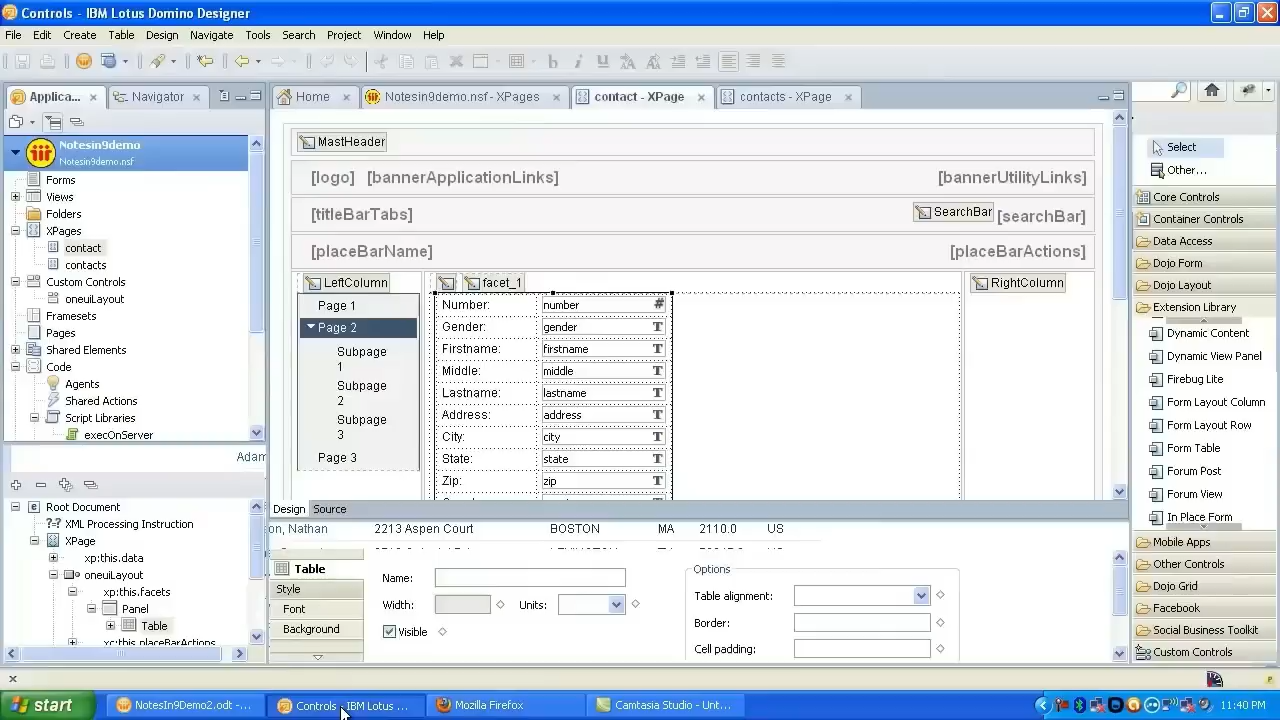 Controls - IBM Lotus Domino Designer
File Edit Create Table Design Navigate Tools Search Project Window Help
Applica... Navigator Home Notesin9demo.nsf - XPages contact - XPage contacts - XPage
Notesin9demo
Notesin9demo.nsf
Forms
Views
Folders
XPages
contact
contacts
Custom Controls
oneuiLayout
Framesets
Pages
Shared Elements
Code
Agents
Shared Actions
Script Libraries
execOnServer
Adam
Root Document
XML Processing Instruction
XPage
xp:this.data
oneuiLayout
xp:this.facets
Panel
Table
xc:this.placeBarActions
MastHeader
[logo] [bannerApplicationLinks] [bannerUtilityLinks]
[titleBarTabs] SearchBar [searchBar]
[placeBarName] [placeBarActions]
LeftColumn facet_1 RightColumn
Page 1
Page 2
Subpage
1
Subpage
2
Subpage
3
Page 3
Number: number #
Gender: gender T
Firstname: firstname T
Middle: middle T
Lastname: lastname T
Address: address T
City: city T
State: state T
Zip: zip T
Design Source
on, Nathan 2213 Aspen Court BOSTON MA 2110.0 US
Table
Style
Font
Background
Name:
Width: Units:
Visible
Options
Table alignment:
Border:
Cell padding:
Select
Other...
Core Controls
Container Controls
Data Access
Dojo Form
Dojo Layout
Extension Library
Dynamic Content
Dynamic View Panel
Firebug Lite
Form Layout Column
Form Layout Row
Form Table
Forum Post
Forum View
In Place Form
Mobile Apps
Other Controls
Dojo Grid
Facebook
Social Business Toolkit
Custom Controls
start NotesIn9Demo2.odt -... Controls - IBM Lotus ... Mozilla Firefox Camtasia Studio - Unt... 11:40 PM